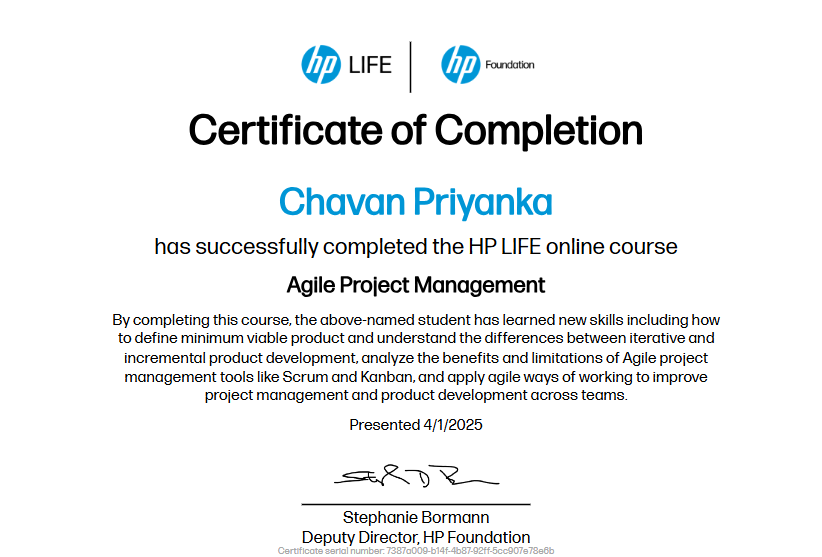 hp LIFE | hp Foundation
Certificate of Completion
Chavan Priyanka
has successfully completed the HP LIFE online course
Agile Project Management
By completing this course, the above-named student has learned new skills including how
to define minimum viable product and understand the differences between iterative and
incremental product development, analyze the benefits and limitations of Agile project
management tools like Scrum and Kanban, and apply agile ways of working to improve
project management and product development across teams.
Presented 4/1/2025
Stephanie Bormann
Deputy Director, HP Foundation
Certificate serial number: 7387a009-b14f-4b87-92ff-5cc907e78e6b